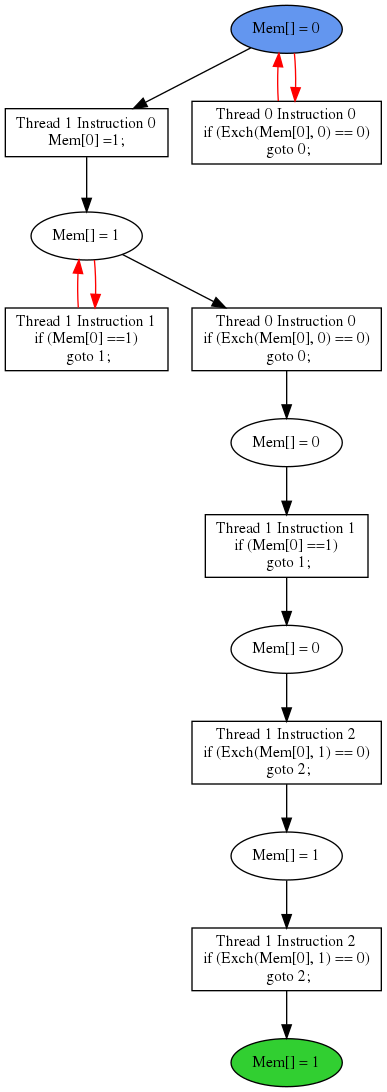 Mem[] = 0
Thread 1 Instruction 0
Mem[0] =1;
Thread 0 Instruction 0
if (Exch(Mem[0], 0) == 0)
goto 0;
Mem[] = 1
Thread 1 Instruction 1
if (Mem[0] ==1)
goto 1;
Thread 0 Instruction 0
if (Exch(Mem[0], 0) == 0)
goto 0;
Mem[] = 0
Thread 1 Instruction 1
if (Mem[0] ==1)
goto 1;
Mem[] = 0
Thread 1 Instruction 2
if (Exch(Mem[0], 1) == 0)
goto 2;
Mem[] = 1
Thread 1 Instruction 2
if (Exch(Mem[0], 1) == 0)
goto 2;
Mem[] = 1